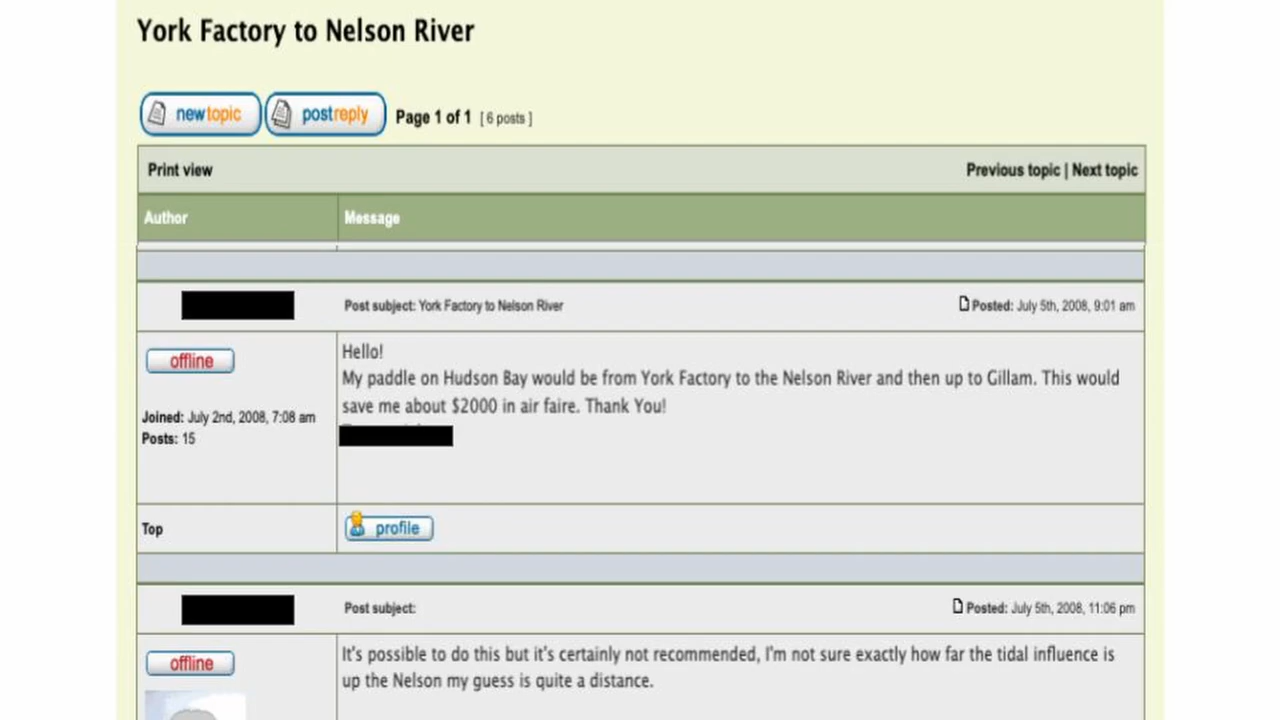 York Factory to Nelson River
newtopic postreply Page 1 of 1 [ 6 posts ]
Print view Previous topic | Next topic
Author Message
Post subject: York Factory to Nelson River Posted: July 5th, 2008, 9:01 am
offline
Hello!
My paddle on Hudson Bay would be from York Factory to the Nelson River and then up to Gillam. This would
save me about $2000 in air faire. Thank You!
Joined: July 2nd, 2008, 7:08 am
Posts: 15
Top profile
Post subject: Posted: July 5th, 2008, 11:06 pm
offline
It's possible to do this but it's certainly not recommended, I'm not sure exactly how far the tidal influence is
up the Nelson my guess is quite a distance.